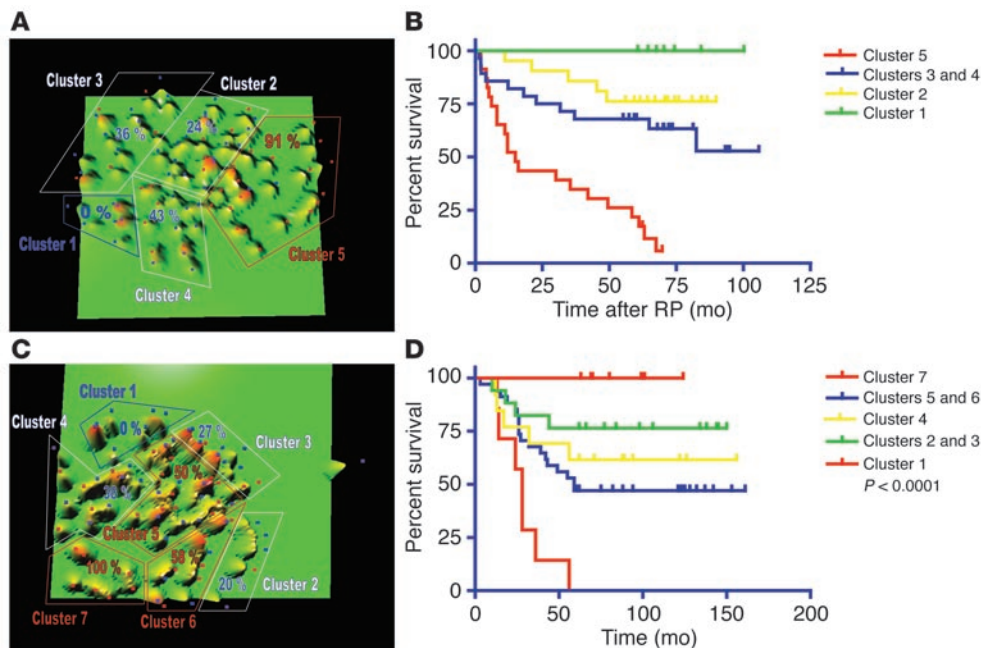 A
Cluster 3
Cluster 2
36 %
24 %
91 %
0 %
43 %
Cluster 1
Cluster 5
Cluster 4
B
Percent survival
100
75
50
25
0
0 25 50 75 100 125
Time after RP (mo)
Cluster 5
Clusters 3 and 4
Cluster 2
Cluster 1
C
Cluster 1
Cluster 4
0 %
27 %
Cluster 3
50 %
Cluster 5
100 %
58 %
20 %
Cluster 2
Cluster 7
Cluster 6
D
Percent survival
100
75
50
25
0
0 50 100 150 200
Time (mo)
Cluster 7
Clusters 5 and 6
Cluster 4
Clusters 2 and 3
Cluster 1
P < 0.0001